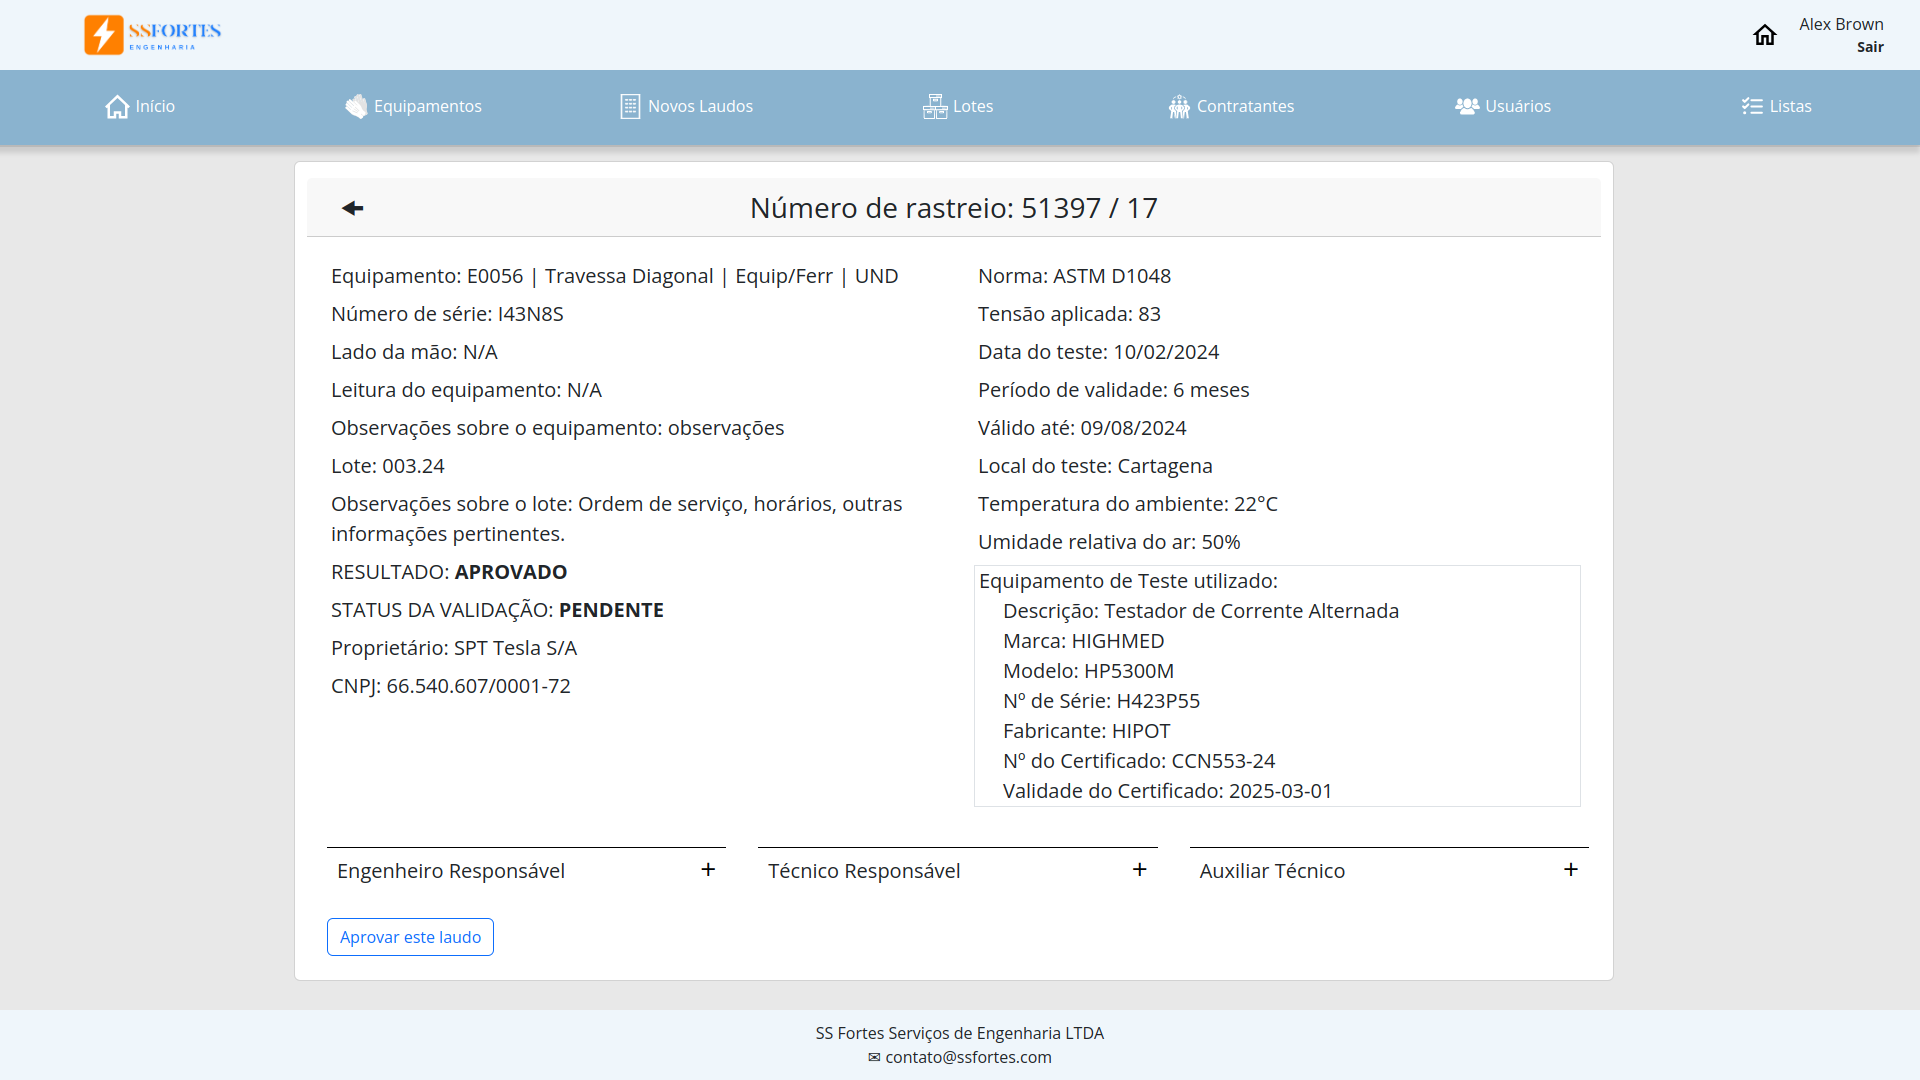 SSFORTES
ENGENHARIA
Alex Brown
Sair
Início
Equipamentos
Novos Laudos
Lotes
Contratantes
Usuários
Listas
Número de rastreio: 51397 / 17
Equipamento: E0056 | Travessa Diagonal | Equip/Ferr | UND
Número de série: I43N8S
Lado da mão: N/A
Leitura do equipamento: N/A
Observações sobre o equipamento: observações
Lote: 003.24
Observações sobre o lote: Ordem de serviço, horários, outras
informações pertinentes.
RESULTADO: APROVADO
STATUS DA VALIDAÇÃO: PENDENTE
Proprietário: SPT Tesla S/A
CNPJ: 66.540.607/0001-72
Norma: ASTM D1048
Tensão aplicada: 83
Data do teste: 10/02/2024
Período de validade: 6 meses
Válido até: 09/08/2024
Local do teste: Cartagena
Temperatura do ambiente: 22°C
Umidade relativa do ar: 50%
Equipamento de Teste utilizado:
Descrição: Testador de Corrente Alternada
Marca: HIGHMED
Modelo: HP5300M
Nº de Série: H423P55
Fabricante: HIPOT
Nº do Certificado: CCN553-24
Validade do Certificado: 2025-03-01
Engenheiro Responsável +
Técnico Responsável +
Auxiliar Técnico +
Aprovar este laudo
SS Fortes Serviços de Engenharia LTDA
✉ contato@ssfortes.com